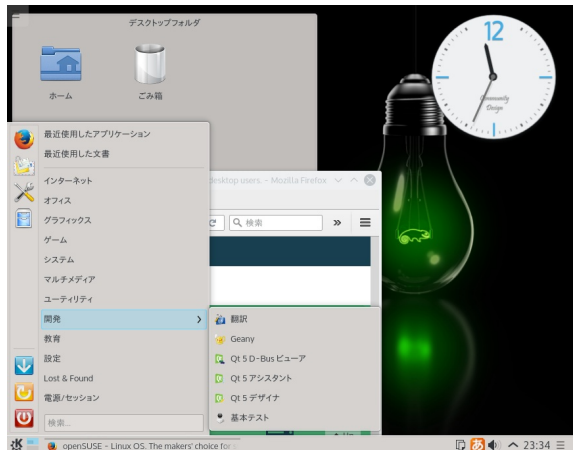 デスクトップフォルダ
ホーム
ごみ箱
12
Community
Design
最近使用したアプリケーション
最近使用した文書
インターネット
オフィス
グラフィックス
ゲーム
システム
マルチメディア
ユーティリティ
開発
教育
設定
Lost & Found
電源/セッション
検索...
desktop users. – Mozilla Firefox
検索
翻訳
Geany
Qt 5 D-Bus ビューア
Qt 5 アシスタント
Qt 5 デザイナ
基本テスト
openSUSE – Linux OS. The makers' choice for
23:34